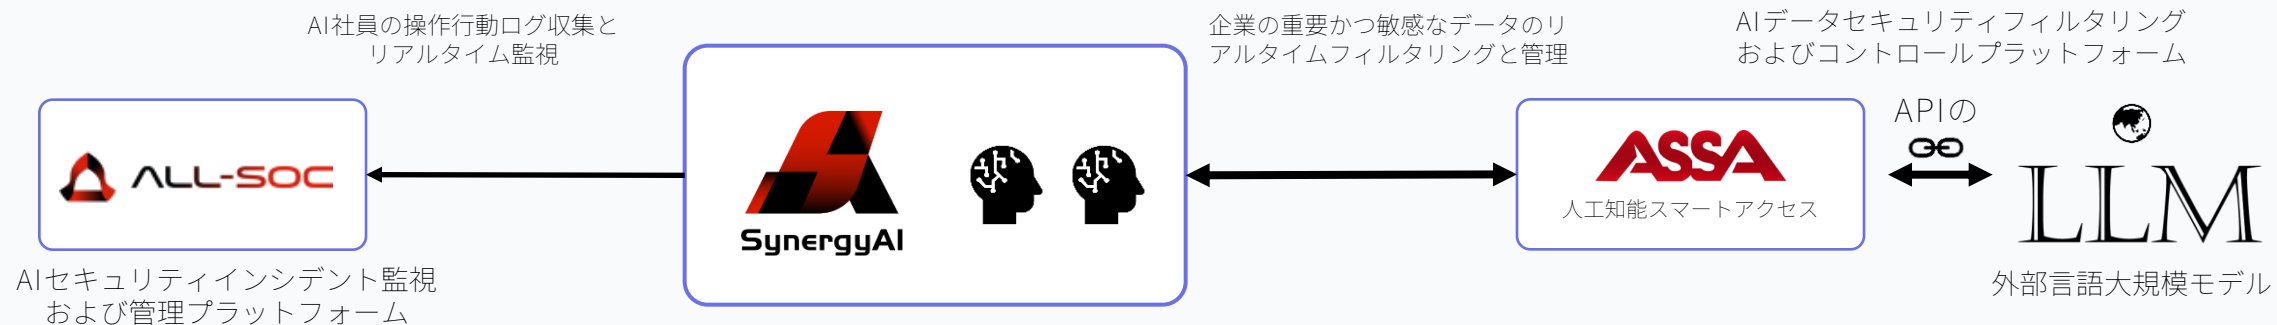 AI社員の操作行動ログ収集と
リアルタイム監視
企業の重要かつ敏感なデータのリ
アルタイムフィルタリングと管理
AIデータセキュリティフィルタリング
およびコントロールプラットフォーム
ALL-SOC
SynergyAI
ASSA
人工知能スマートアクセス
APIの
LLM
AIセキュリティインシデント監視
および管理プラットフォーム
外部言語大規模モデル